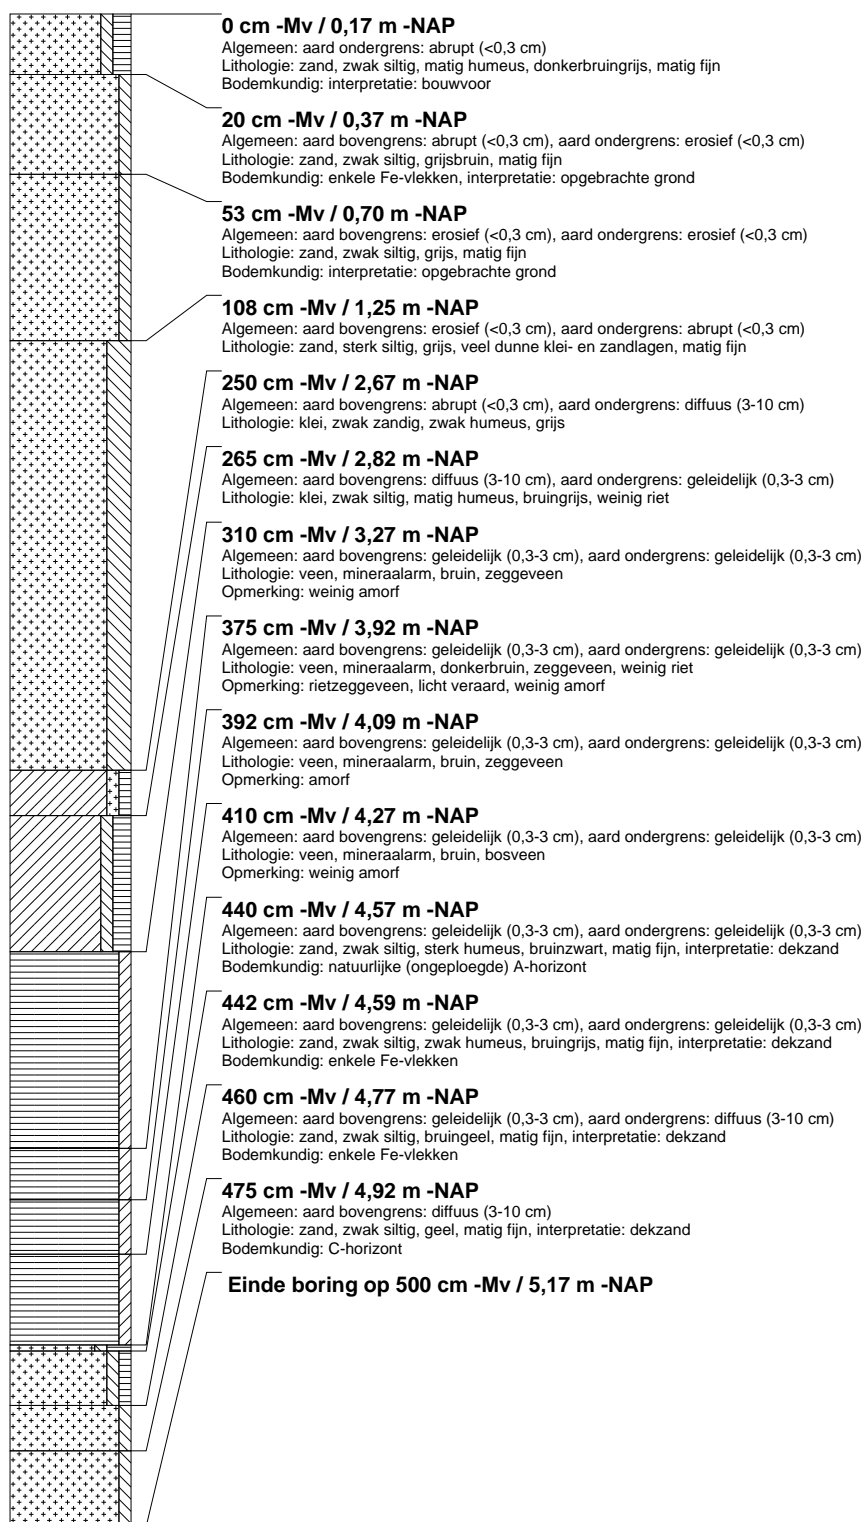 0 cm -Mv / 0,17 m -NAP
Algemeen: aard ondergrens: abrupt (<0,3 cm)
Lithologie: zand, zwak siltig, matig humeus, donkerbruingrijs, matig fijn
Bodemkundig: interpretatie: bouwvoor
20 cm -Mv / 0,37 m -NAP
Algemeen: aard bovengrens: abrupt (<0,3 cm), aard ondergrens: erosief (<0,3 cm)
Lithologie: zand, zwak siltig, grijsbruin, matig fijn
Bodemkundig: enkele Fe-vlekken, interpretatie: opgebrachte grond
53 cm -Mv / 0,70 m -NAP
Algemeen: aard bovengrens: erosief (<0,3 cm), aard ondergrens: erosief (<0,3 cm)
Lithologie: zand, zwak siltig, grijs, matig fijn
Bodemkundig: interpretatie: opgebrachte grond
108 cm -Mv / 1,25 m -NAP
Algemeen: aard bovengrens: erosief (<0,3 cm), aard ondergrens: abrupt (<0,3 cm)
Lithologie: zand, sterk siltig, grijs, veel dunne klei- en zandlagen, matig fijn
250 cm -Mv / 2,67 m -NAP
Algemeen: aard bovengrens: abrupt (<0,3 cm), aard ondergrens: diffuus (3-10 cm)
Lithologie: klei, zwak zandig, zwak humeus, grijs
265 cm -Mv / 2,82 m -NAP
Algemeen: aard bovengrens: diffuus (3-10 cm), aard ondergrens: geleidelijk (0,3-3 cm)
Lithologie: klei, zwak siltig, matig humeus, bruingrijs, weinig riet
310 cm -Mv / 3,27 m -NAP
Algemeen: aard bovengrens: geleidelijk (0,3-3 cm), aard ondergrens: geleidelijk (0,3-3 cm)
Lithologie: veen, mineraalarm, bruin, zeggeveen
Opmerking: weinig amorf
375 cm -Mv / 3,92 m -NAP
Algemeen: aard bovengrens: geleidelijk (0,3-3 cm), aard ondergrens: geleidelijk (0,3-3 cm)
Lithologie: veen, mineraalarm, donkerbruin, zeggeveen, weinig riet
Opmerking: rietzeggeveen, licht veraard, weinig amorf
392 cm -Mv / 4,09 m -NAP
Algemeen: aard bovengrens: geleidelijk (0,3-3 cm), aard ondergrens: geleidelijk (0,3-3 cm)
Lithologie: veen, mineraalarm, bruin, zeggeveen
Opmerking: amorf
410 cm -Mv / 4,27 m -NAP
Algemeen: aard bovengrens: geleidelijk (0,3-3 cm), aard ondergrens: geleidelijk (0,3-3 cm)
Lithologie: veen, mineraalarm, bruin, bosveen
Opmerking: weinig amorf
440 cm -Mv / 4,57 m -NAP
Algemeen: aard bovengrens: geleidelijk (0,3-3 cm), aard ondergrens: geleidelijk (0,3-3 cm)
Lithologie: zand, zwak siltig, sterk humeus, bruinzwart, matig fijn, interpretatie: dekzand
Bodemkundig: natuurlijke (ongeploegde) A-horizont
442 cm -Mv / 4,59 m -NAP
Algemeen: aard bovengrens: geleidelijk (0,3-3 cm), aard ondergrens: geleidelijk (0,3-3 cm)
Lithologie: zand, zwak siltig, zwak humeus, bruingrijs, matig fijn, interpretatie: dekzand
Bodemkundig: enkele Fe-vlekken
460 cm -Mv / 4,77 m -NAP
Algemeen: aard bovengrens: geleidelijk (0,3-3 cm), aard ondergrens: diffuus (3-10 cm)
Lithologie: zand, zwak siltig, bruingeel, matig fijn, interpretatie: dekzand
Bodemkundig: enkele Fe-vlekken
475 cm -Mv / 4,92 m -NAP
Algemeen: aard bovengrens: diffuus (3-10 cm)
Lithologie: zand, zwak siltig, geel, matig fijn, interpretatie: dekzand
Bodemkundig: C-horizont
Einde boring op 500 cm -Mv / 5,17 m -NAP